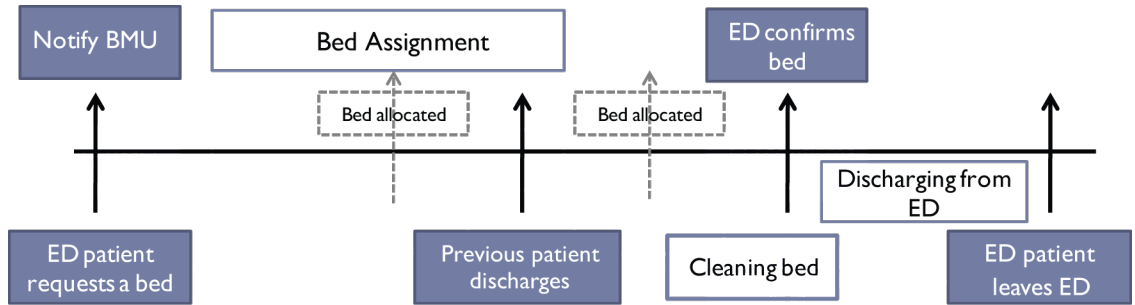 Notify BMU
Bed Assignment
ED confirms
bed
Bed allocated
Bed allocated
Discharging from
ED
ED patient
requests a bed
Previous patient
discharges
Cleaning bed
ED patient
leaves ED